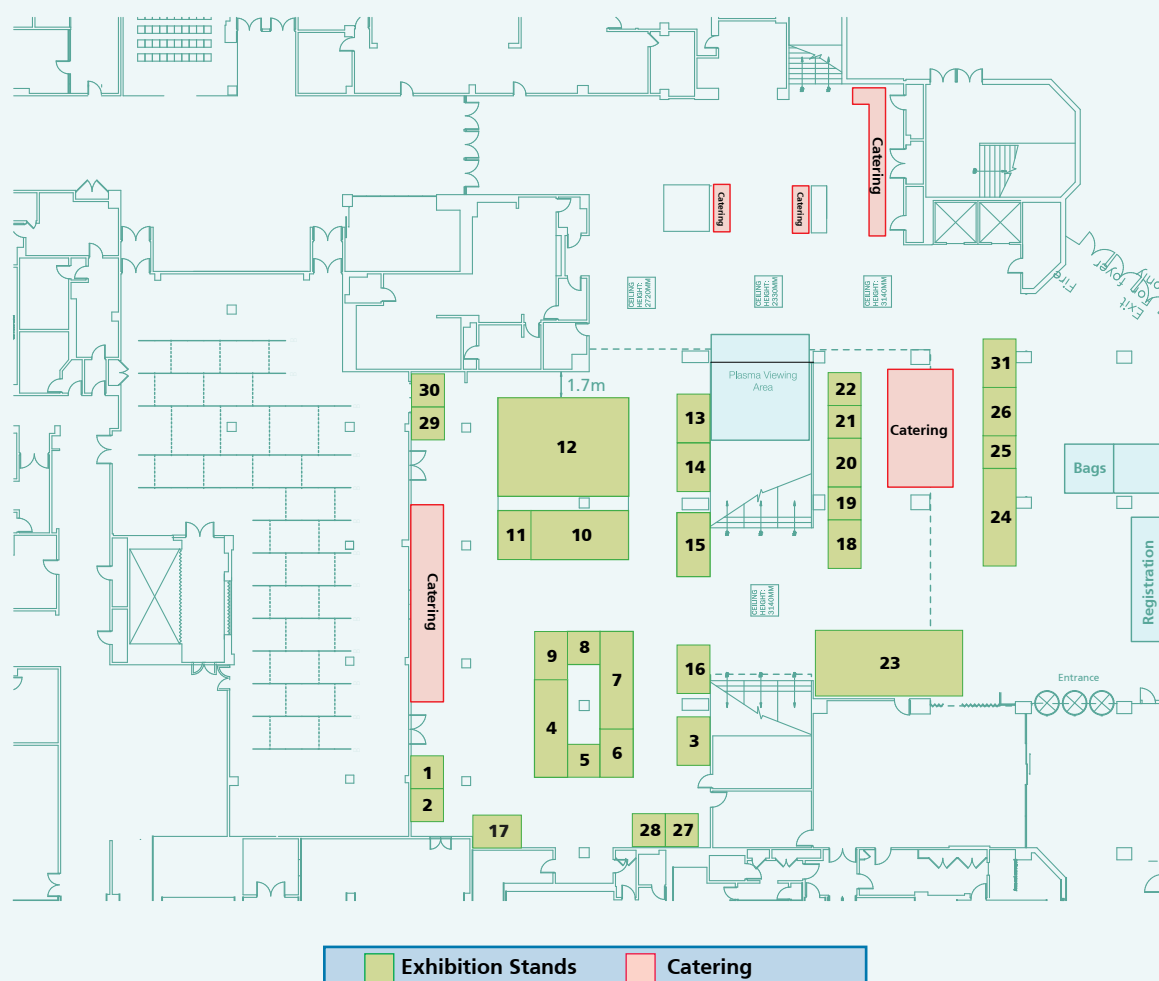 Catering
Catering
Catering
CEILING
HEIGHT:
2720MM
CEILING
HEIGHT:
2330MM
CEILING
HEIGHT:
3140MM
Fire
Exit
for foyer
only
1.7m
Plasma Viewing
Area
30
29
12
13
14
22
21
20
19
18
Catering
31
26
25
24
Bags
11
10
15
Catering
CEILING
HEIGHT:
3140MM
Registration
9
8
7
16
23
Entrance
4
5
6
3
1
2
17
28
27
Exhibition Stands
Catering